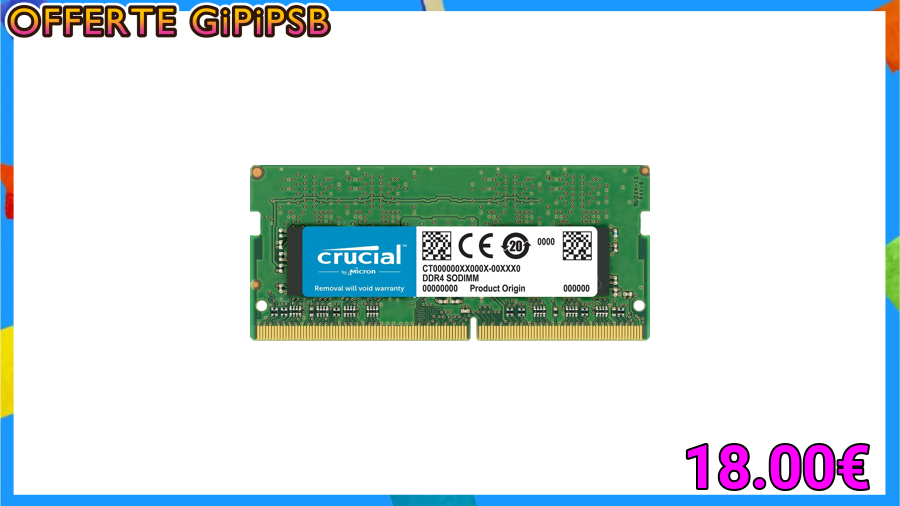 OFFERTE GiPiPSB
crucial™
by Micron
Removal will void warranty
CE 20 0000
CT000000XX000X-00XXX0
DDR4 SODIMM
00000000 Product Origin 000000
18.00€